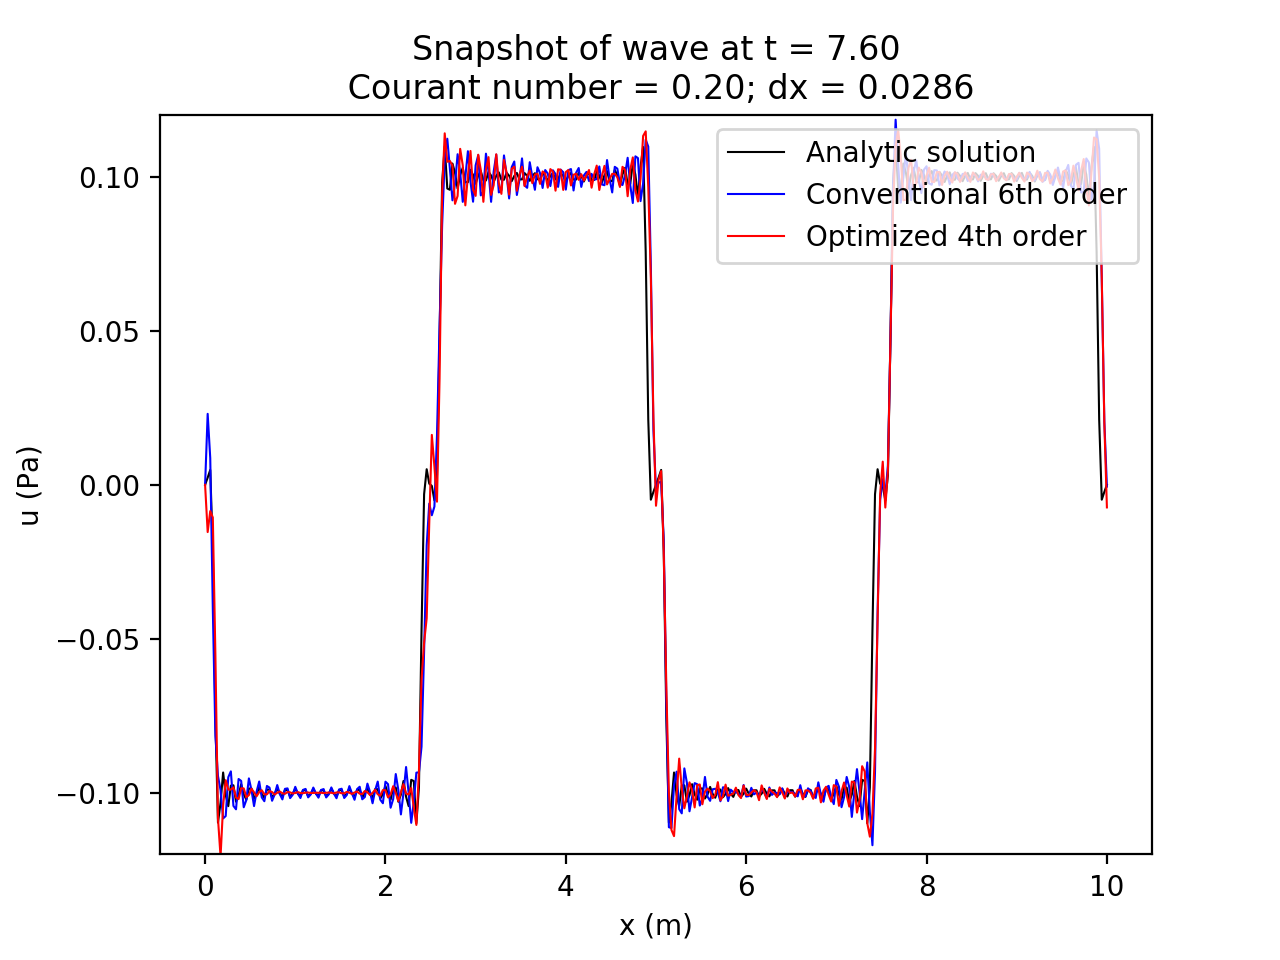 Snapshot of wave at t = 7.60
Courant number = 0.20; dx = 0.0286
Analytic solution
Conventional 6th order
Optimized 4th order
0.10
0.05
0.00
−0.05
−0.10
u (Pa)
0 2 4 6 8 10
x (m)